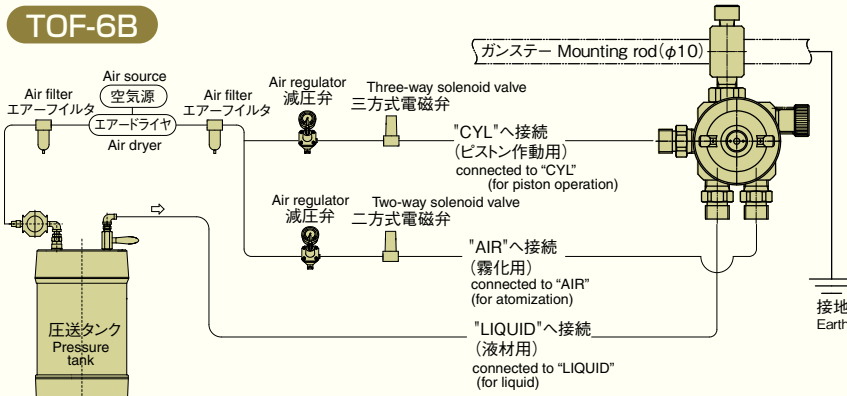 TOF-6B
ガンステー Mounting rod(φ10)
Air source
空気源
Air filter
エアーフイルタ
エアードライヤ
Air dryer
Air filter
エアーフイルタ
Air regulator
減圧弁
Three-way solenoid valve
三方式電磁弁
"CYL"へ接続
(ピストン作動用)
connected to “CYL”
(for piston operation)
Air regulator
減圧弁
Two-way solenoid valve
二方式電磁弁
"AIR"へ接続
(霧化用)
connected to “AIR”
(for atomization)
接地
Earth
圧送タンク
Pressure
tank
"LIQUID"へ接続
(液材用)
connected to “LIQUID”
(for liquid)